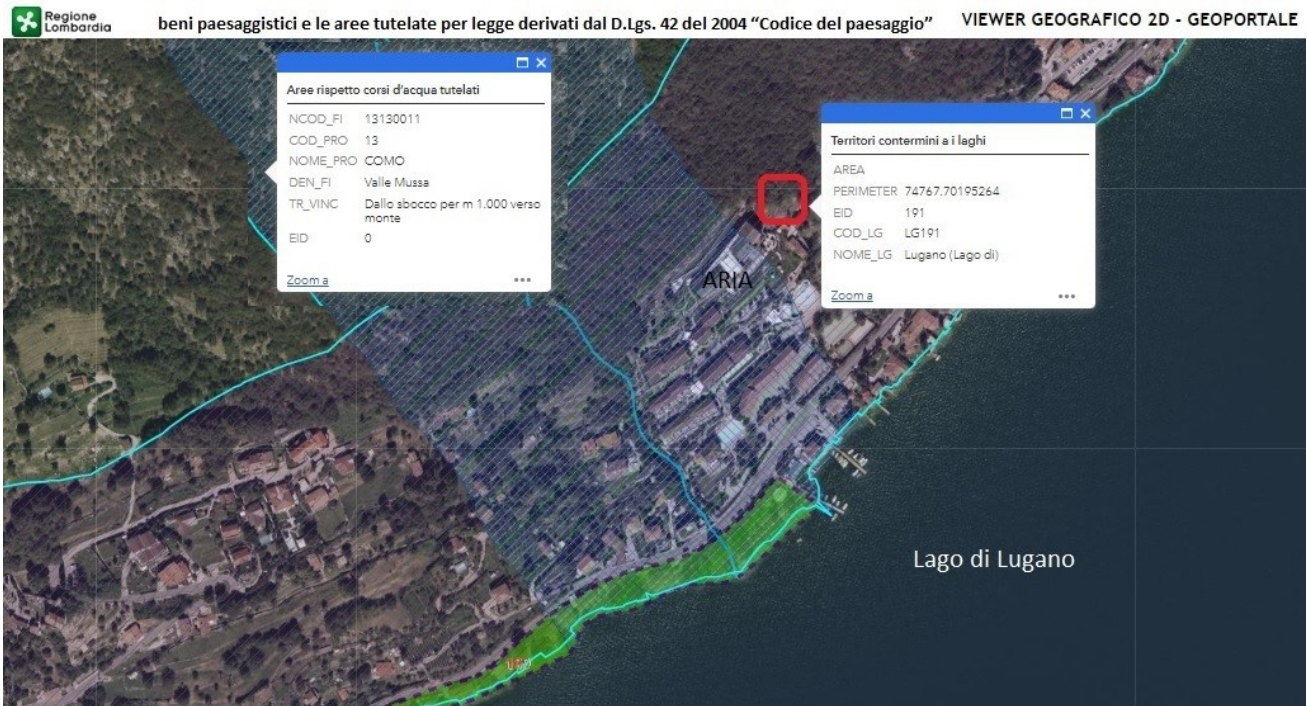 Regione
Lombardia
beni paesaggistici e le aree tutelate per legge derivati dal D.Lgs. 42 del 2004 “Codice del paesaggio”
VIEWER GEOGRAFICO 2D - GEOPORTALE
Aree rispetto corsi d'acqua tutelati
NCOD_FI 13130011
COD_PRO 13
NOME_PRO COMO
DEN_FI Valle Mussa
TR_VINC Dallo sbocco per m 1.000 verso
monte
EID 0
Zoom a
Territori contermini a i laghi
AREA
PERIMETER 74767.70195264
EID 191
COD_LG LG191
NOME_LG Lugano (Lago di)
Zoom a
ARIA
Lago di Lugano